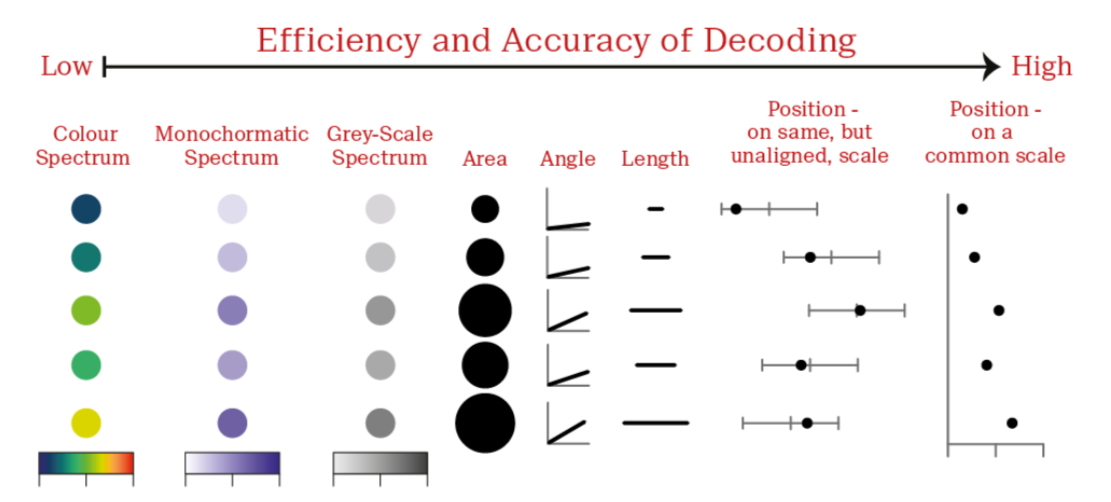 Efficiency and Accuracy of Decoding
Low
High
Colour
Spectrum
Monochormatic
Spectrum
Grey-Scale
Spectrum
Area
Angle
Length
Position -
on same, but
unaligned, scale
Position -
on a
common scale